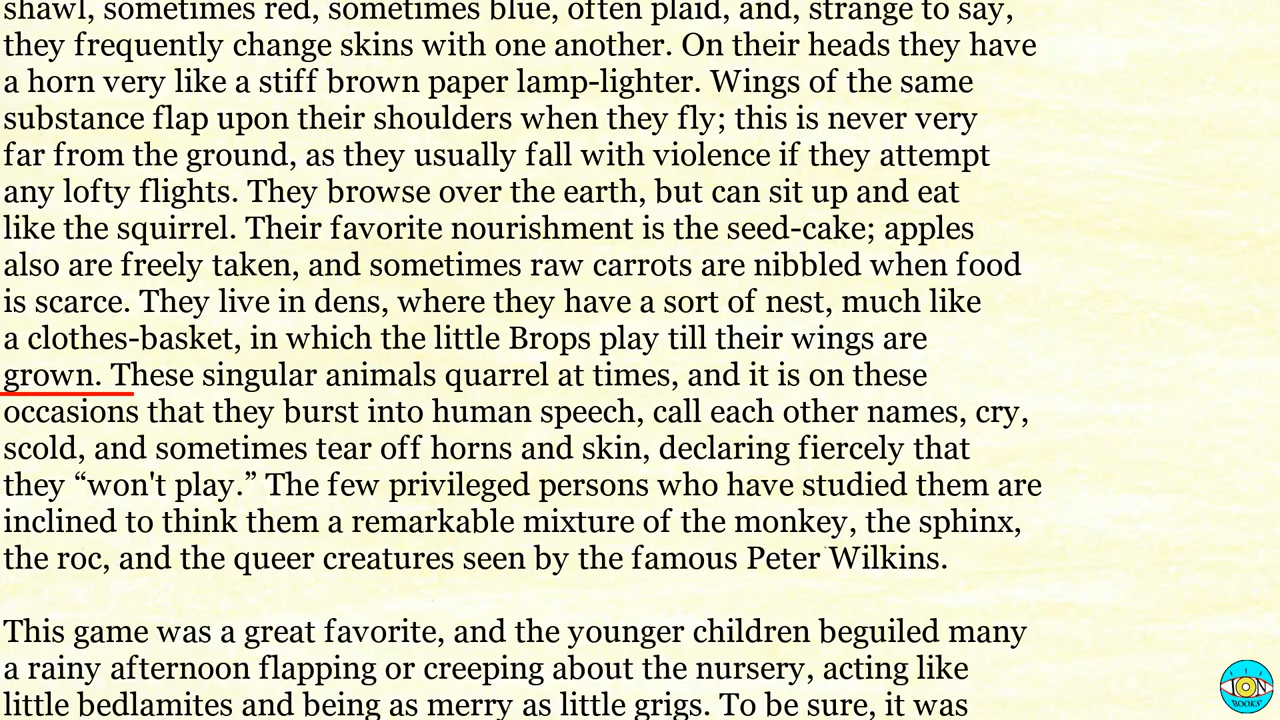 shawl, sometimes red, sometimes blue, often plaid, and, strange to say,
they frequently change skins with one another. On their heads they have
a horn very like a stiff brown paper lamp-lighter. Wings of the same
substance flap upon their shoulders when they fly; this is never very
far from the ground, as they usually fall with violence if they attempt
any lofty flights. They browse over the earth, but can sit up and eat
like the squirrel. Their favorite nourishment is the seed-cake; apples
also are freely taken, and sometimes raw carrots are nibbled when food
is scarce. They live in dens, where they have a sort of nest, much like
a clothes-basket, in which the little Brops play till their wings are
grown. These singular animals quarrel at times, and it is on these
occasions that they burst into human speech, call each other names, cry,
scold, and sometimes tear off horns and skin, declaring fiercely that
they “won't play.” The few privileged persons who have studied them are
inclined to think them a remarkable mixture of the monkey, the sphinx,
the roc, and the queer creatures seen by the famous Peter Wilkins.
This game was a great favorite, and the younger children beguiled many
a rainy afternoon flapping or creeping about the nursery, acting like
little bedlamites and being as merry as little grigs. To be sure, it was
ION
BOOKS